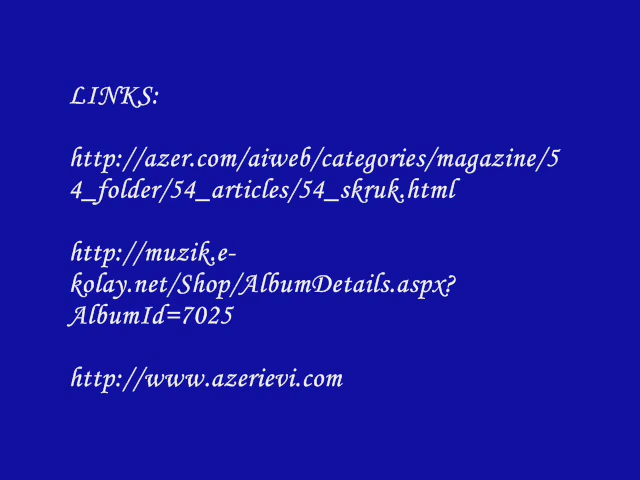 LINKS:
http://azer.com/aiweb/categories/magazine/5
4_folder/54_articles/54_skruk.html
http://muzik.e-
kolay.net/Shop/AlbumDetails.aspx?
AlbumId=7025
http://www.azerievi.com